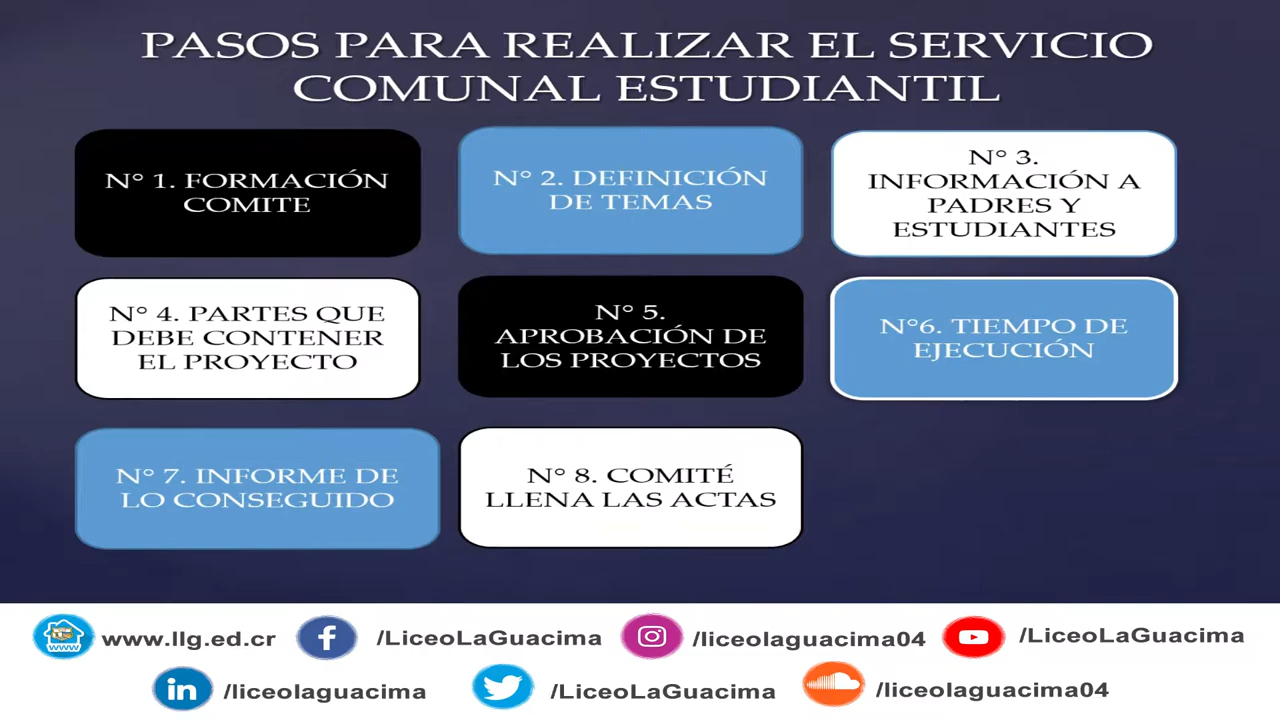 PASOS PARA REALIZAR EL SERVICIO
COMUNAL ESTUDIANTIL
N° 1. FORMACIÓN
COMITE
N° 2. DEFINICIÓN
DE TEMAS
N° 3.
INFORMACIÓN A
PADRES Y
ESTUDIANTES
N° 4. PARTES QUE
DEBE CONTENER
EL PROYECTO
N° 5.
APROBACIÓN DE
LOS PROYECTOS
N°6. TIEMPO DE
EJECUCIÓN
N° 7. INFORME DE
LO CONSEGUIDO
N° 8. COMITÉ
LLENA LAS ACTAS
www.llg.ed.cr
/LiceoLaGuacima
/liceolaguacima04
/LiceoLaGuacima
/liceolaguacima
/LiceoLaGuacima
/liceolaguacima04